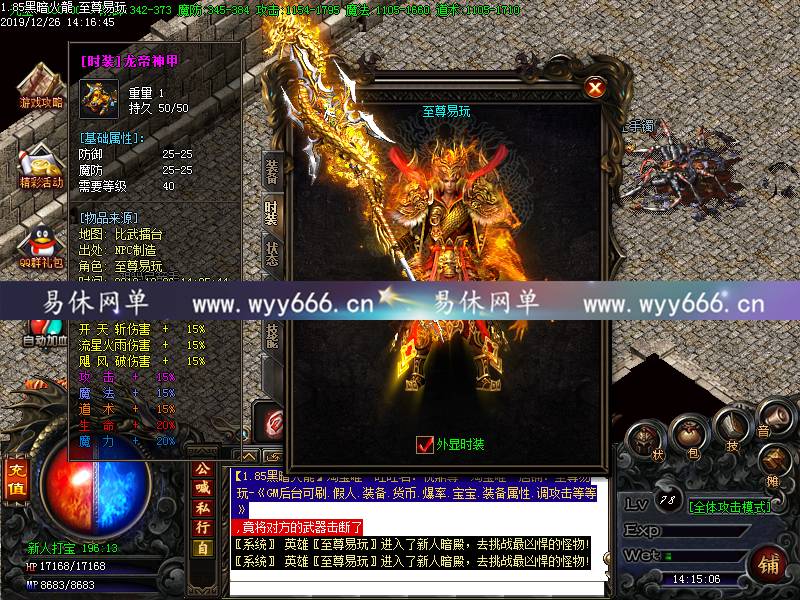 1.85黑暗火龍_至尊易玩
342-373 魔防:345-384 攻击:1154-1795 魔法:1105-1660 道术:1105-1710
2019/12/26 14:16:45
[时装]龙帝神甲
重量 1
持久 50/50
[基础属性]:
防御 25-25
魔防 25-25
需要等级 40
[物品来源]
地图: 比武擂台
出处: NPC制造
角色: 至尊易玩
易休网单 www.wyy666.cn 易休网单 www.wyy666.cn
开 天 斩伤害 + 15%
流星火雨伤害 + 15%
飓 风 破伤害 + 15%
攻 击 + 15%
魔 法 + 15%
道 术 + 15%
生 命 + 20%
魔 力 + 20%
游戏攻略
精彩活动
QQ群礼包
自动加血
至尊易玩
装备
时装
状态
技能
外显时装
手镯
状
包
技
音
摊
充值
公
喊
私
行
自
新人打宝 196:13
HP 17168/17168
MP 8683/8683
【1.85黑暗火龍】
玩-《GM后台可刷.假人.装备.货币.爆率.宝宝.装备属性.调攻击等等
》
,竟将对方的武器击断了
〖系统〗 英雄〖至尊易玩〗进入了新人暗殿，去挑战最凶悍的怪物!
〖系统〗 英雄〖至尊易玩〗进入了新人暗殿，去挑战最凶悍的怪物!
Lv 78
[全体攻击模式]
Exp
Wet
14:15:06
铺